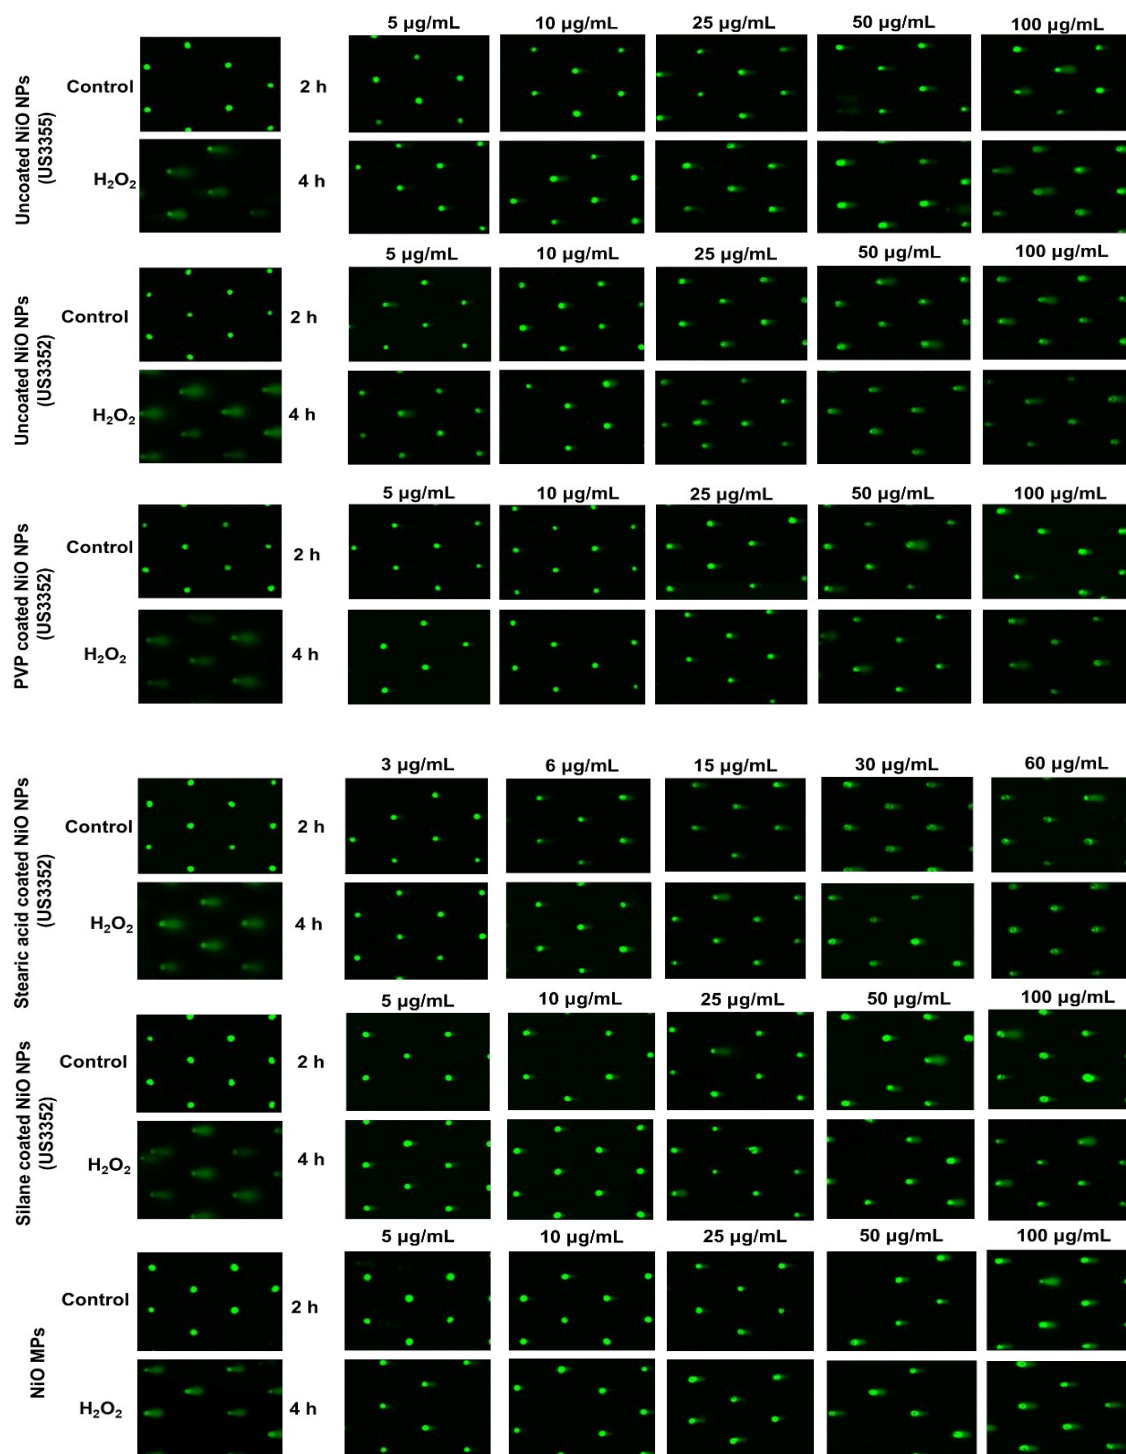 5 µg/mL 10 µg/mL 25 µg/mL 50 µg/mL 100 µg/mL
Uncoated NiO NPs
(US3355)
Control 2 h
H₂O₂ 4 h
5 µg/mL 10 µg/mL 25 µg/mL 50 µg/mL 100 µg/mL
Uncoated NiO NPs
(US3352)
Control 2 h
H₂O₂ 4 h
5 µg/mL 10 µg/mL 25 µg/mL 50 µg/mL 100 µg/mL
PVP coated NiO NPs
(US3352)
Control 2 h
H₂O₂ 4 h
3 µg/mL 6 µg/mL 15 µg/mL 30 µg/mL 60 µg/mL
Stearic acid coated NiO NPs
(US3352)
Control 2 h
H₂O₂ 4 h
5 µg/mL 10 µg/mL 25 µg/mL 50 µg/mL 100 µg/mL
Silane coated NiO NPs
(US3352)
Control 2 h
H₂O₂ 4 h
5 µg/mL 10 µg/mL 25 µg/mL 50 µg/mL 100 µg/mL
NiO MPs
Control 2 h
H₂O₂ 4 h